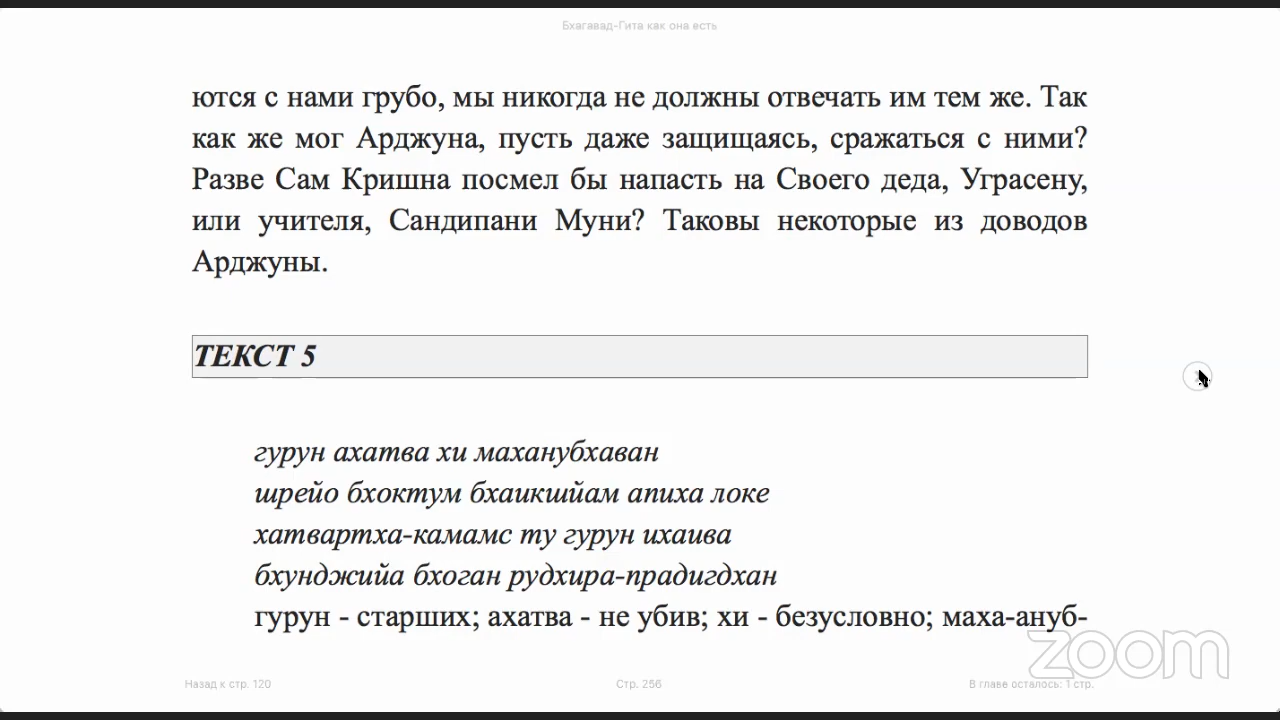 Бхагавад-Гита как она есть
ются с нами грубо, мы никогда не должны отвечать им тем же. Так
как же мог Арджуна, пусть даже защищаясь, сражаться с ними?
Разве Сам Кришна посмел бы напасть на Своего деда, Уграсену,
или учителя, Сандипани Муни? Таковы некоторые из доводов
Арджуны.
ТЕКСТ 5
гурун ахатва хи маханубхаван
шрейо бхоктум бхаикшйам апиха локе
хатвартха-камамс ту гурун ихаива
бхунджийа бхоган рудхира-прадигдхан
гурун - старших; ахатва - не убив; хи - безусловно; маха-ануб-
zoom
Назад к стр. 120
Стр. 256
В главе осталось: 1 стр.